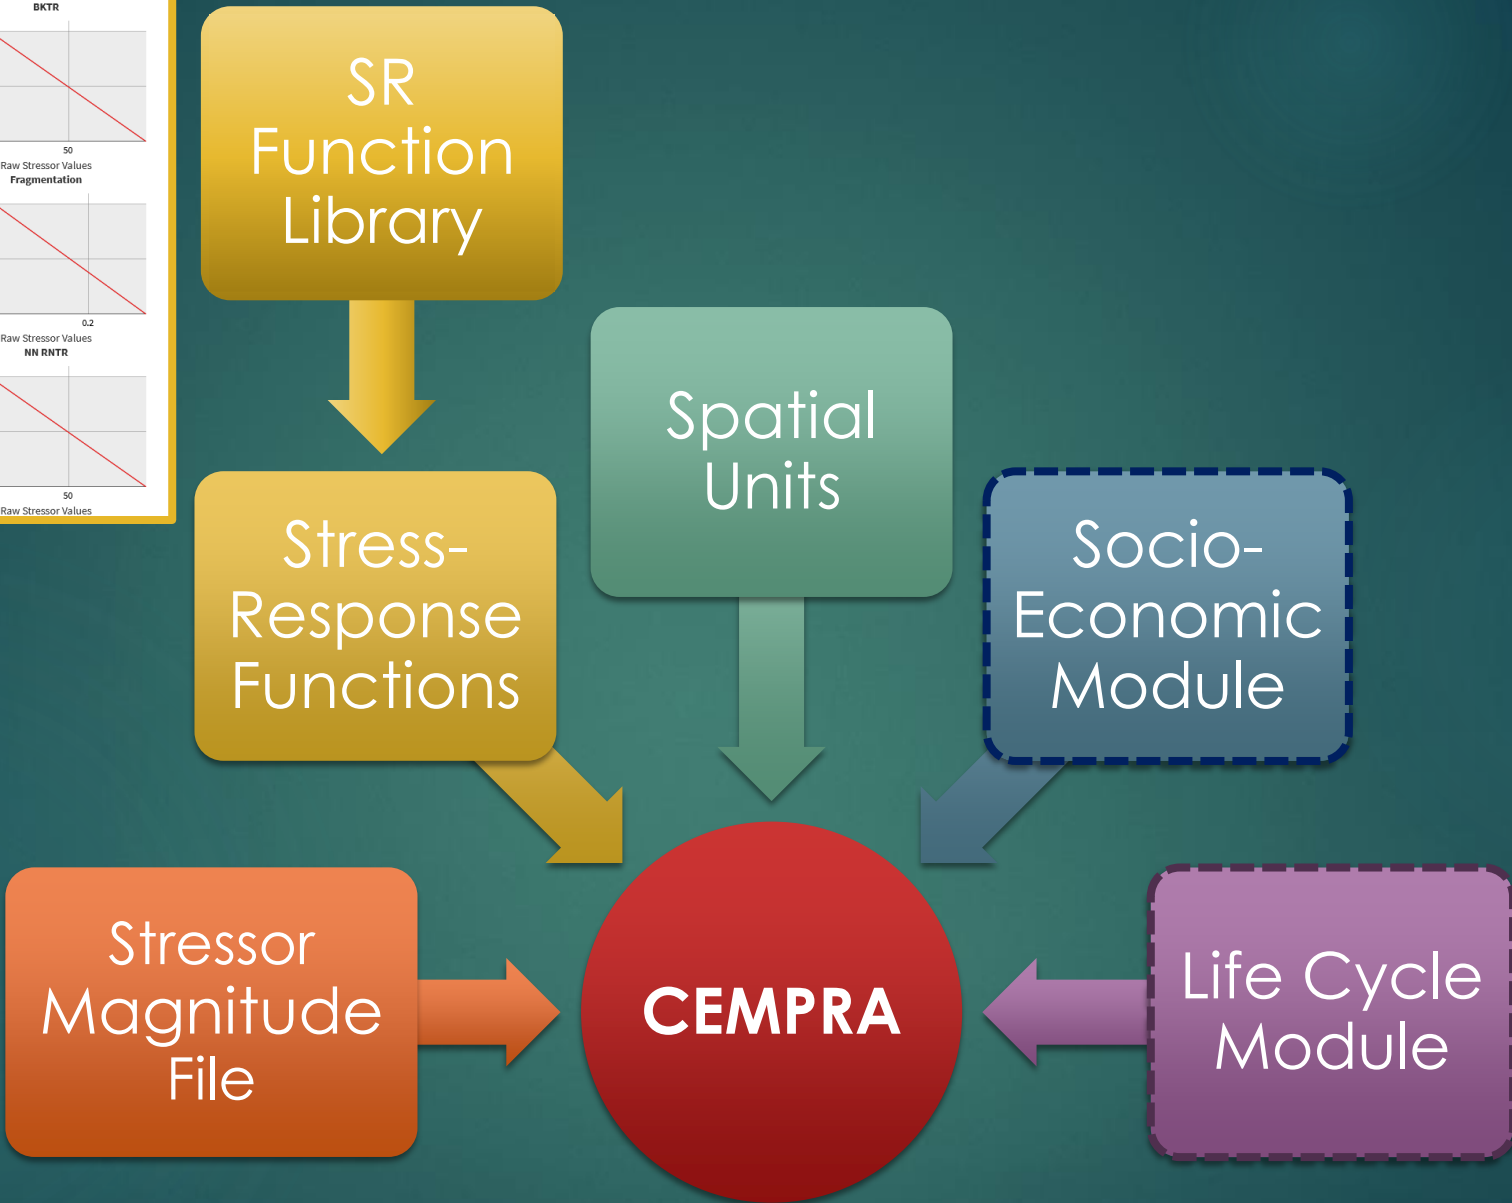 BKTR
50
Raw Stressor Values
Fragmentation
0.2
Raw Stressor Values
NN RNTR
50
Raw Stressor Values
SR
Function
Library
Spatial
Units
Stress-
Response
Functions
Socio-
Economic
Module
Stressor
Magnitude
File
CEMPRA
Life Cycle
Module